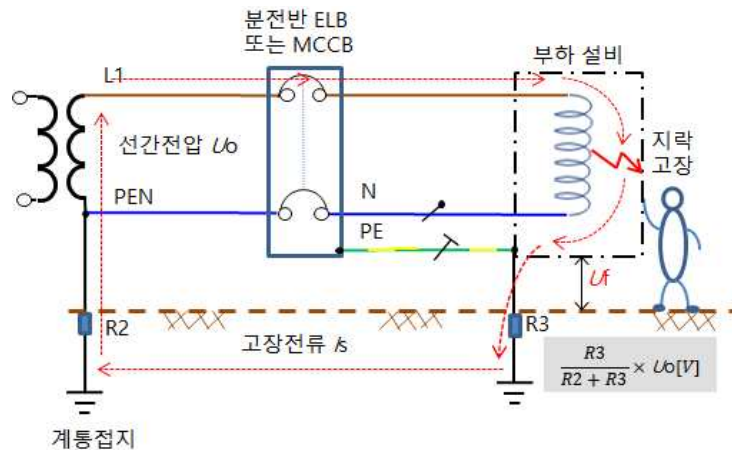 분전반 ELB
또는 MCCB
부하 설비
L1
지락
고장
선간전압 Uo
PEN
N
PE
Uf
R2
R3
고장전류 Is
R3
R2 + R3
× Uo[V]
계통접지